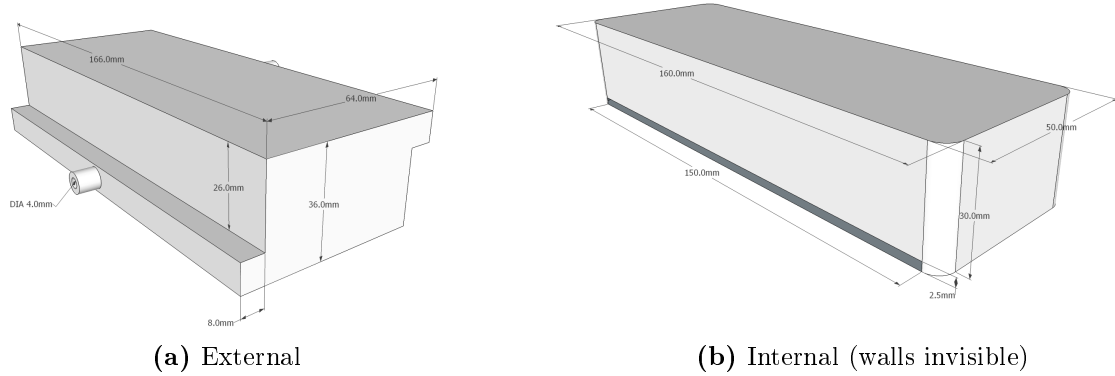 166.0mm
64.0mm
26.0mm
36.0mm
DIA 4.0mm
8.0mm
160.0mm
50.0mm
150.0mm
30.0mm
2.5mm
(a) External
(b) Internal (walls invisible)